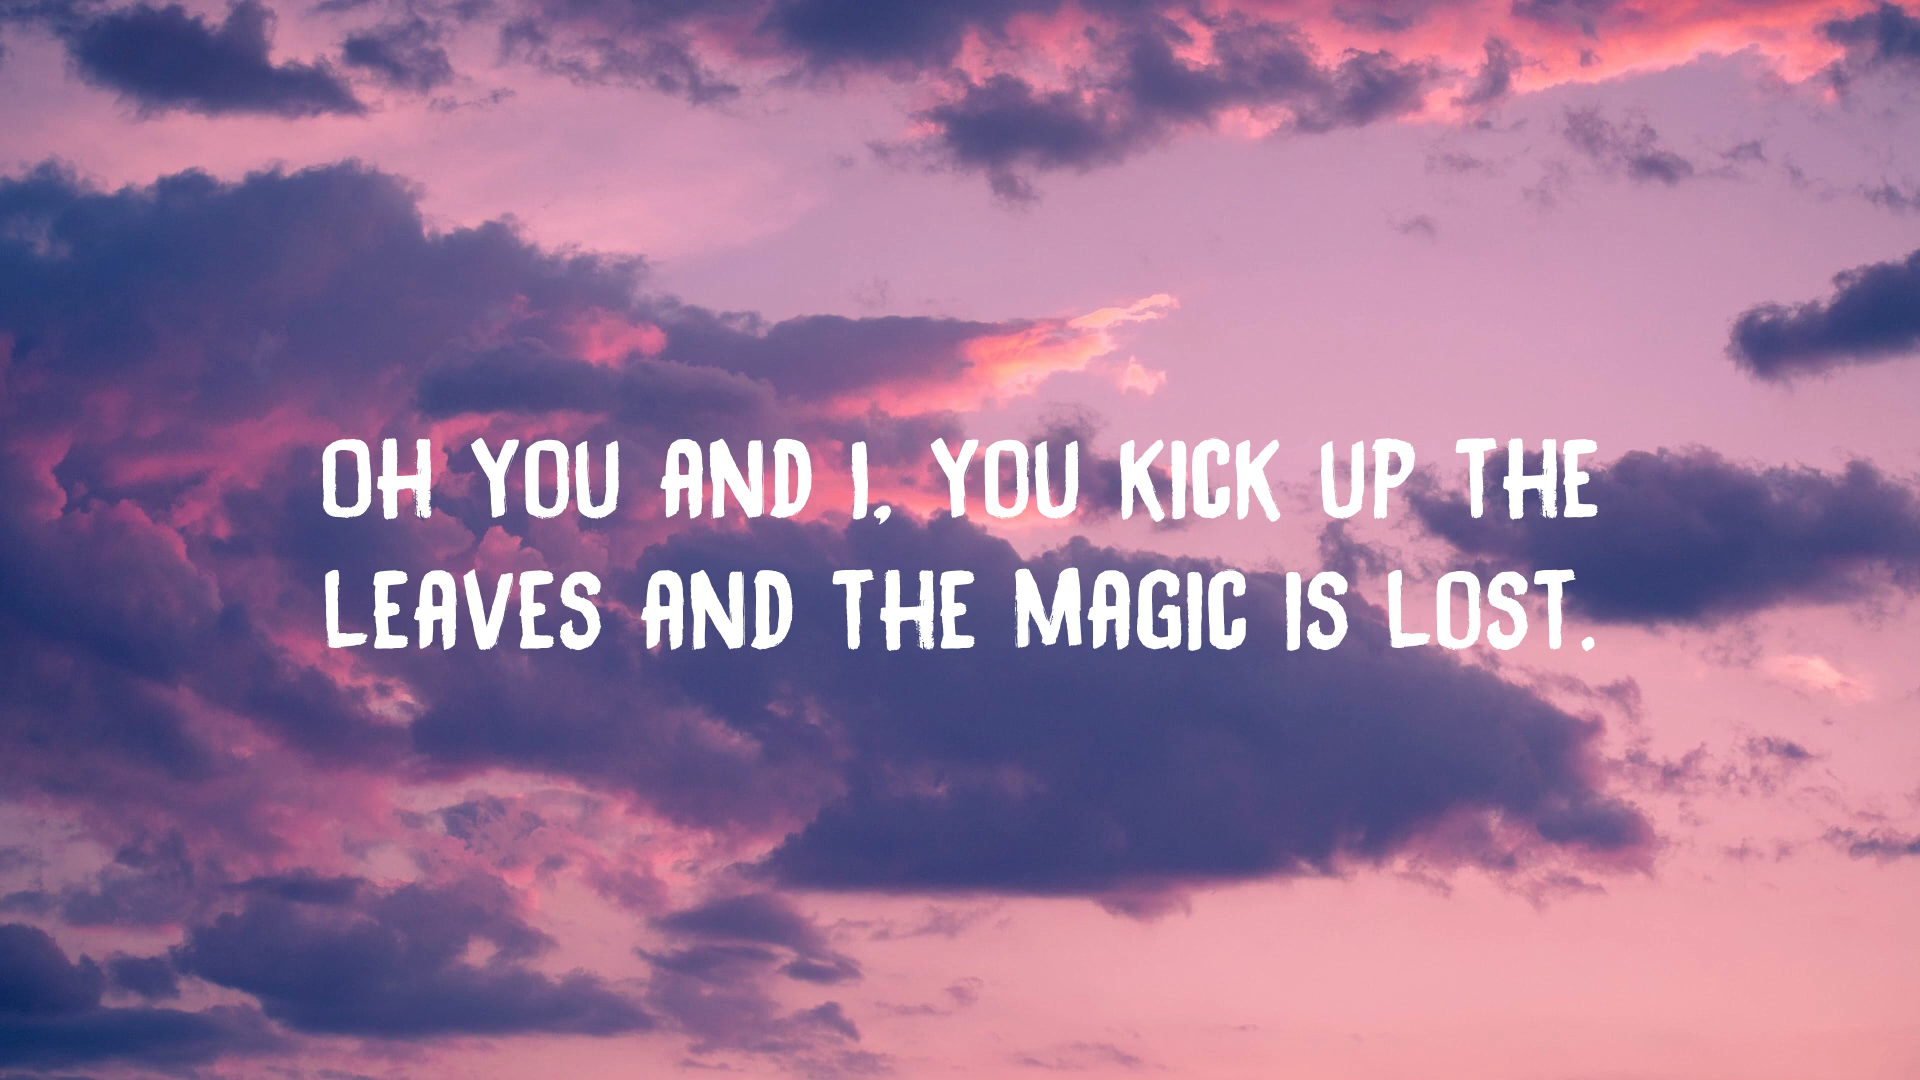 OH YOU AND I, YOU KICK UP THE
LEAVES AND THE MAGIC IS LOST.